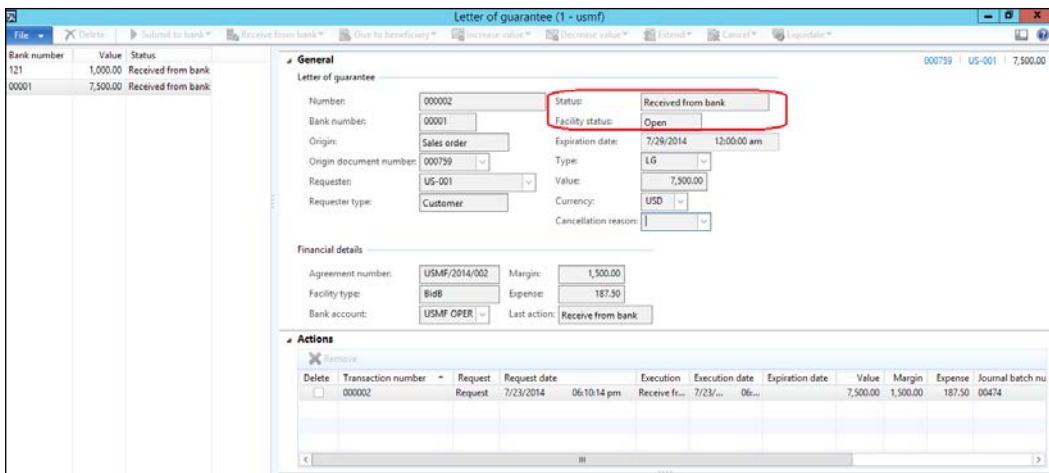 Letter of guarantee (1 - usmf)
File Delete Submit to bank Receive from bank Give to beneficiary Increase value Decrease value Extend Cancel Liquidate
Bank number Value Status
121 1,000.00 Received from bank
00001 7,500.00 Received from bank
General 000759 US-001 7,500.00
Letter of guarantee
Number: 000002 Status: Received from bank
Bank number: 00001 Facility status: Open
Origin: Sales order Expiration date: 7/29/2014 12:00:00 am
Origin document number: 000759 Type: LG
Requester: US-001 Value: 7,500.00
Requester type: Customer Currency: USD
Cancellation reason:
Financial details
Agreement number: USMF/2014/002 Margin: 1,500.00
Facility type: BidB Expense: 187.50
Bank account: USMF OPER Last action: Receive from bank
Actions
Remove
Delete Transaction number Request Request date Execution Execution date Expiration date Value Margin Expense Journal batch nu
000002 Request 7/23/2014 06:10:14 pm Receive fr... 7/23/... 06:... 7,500.00 1,500.00 187.50 00474